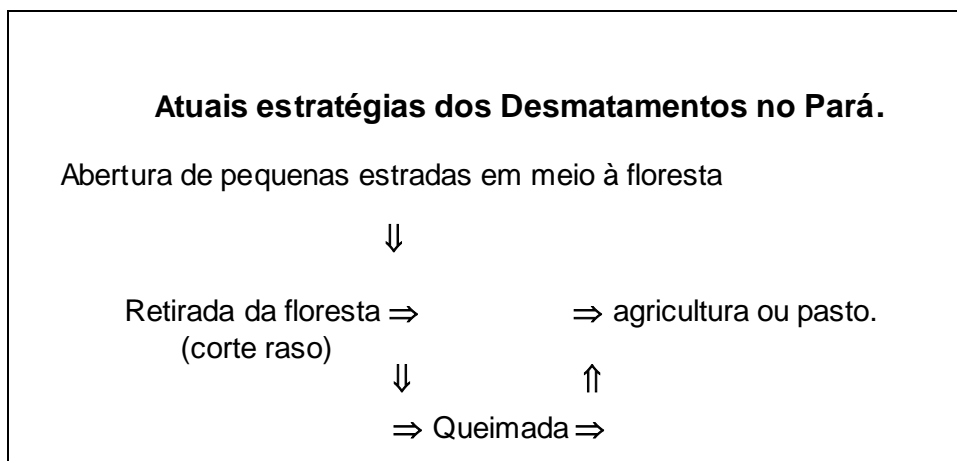 Atuais estratégias dos Desmatamentos no Pará.
Abertura de pequenas estradas em meio à floresta
⇓
Retirada da floresta ⇒ ⇒ agricultura ou pasto.
(corte raso)
⇓ ⇑
⇒ Queimada ⇒